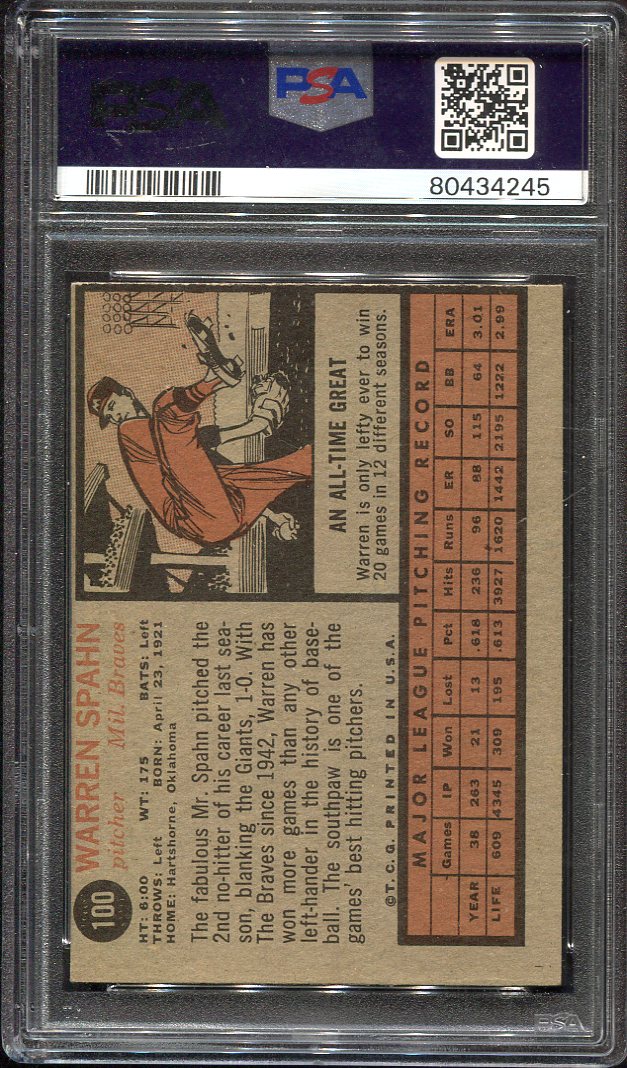 PSA
PSA
80434245
100
WARREN SPAHN
pitcher Mil. Braves
HT: 6:00 WT: 175 BATS: Left
THROWS: Left BORN: April 23, 1921
HOME: Hartshorne, Oklahoma
The fabulous Mr. Spahn pitched the
2nd no-hitter of his career last sea-
son, blanking the Giants, 1-0. With
The Braves since 1942, Warren has
won more games than any other
left-hander in the history of base-
ball. The southpaw is one of the
games' best hitting pitchers.
AN ALL-TIME GREAT
Warren is only lefty ever to win
20 games in 12 different seasons.
©T.C.G. PRINTED IN U.S.A.
MAJOR LEAGUE PITCHING RECORD
Games IP Won Lost Pct Hits Runs ER SO BB ERA
YEAR 38 263 21 13 .618 236 96 88 115 64 3.01
LIFE 609 4345 309 195 .613 3927 1620 1442 2195 1222 2.99
PSA